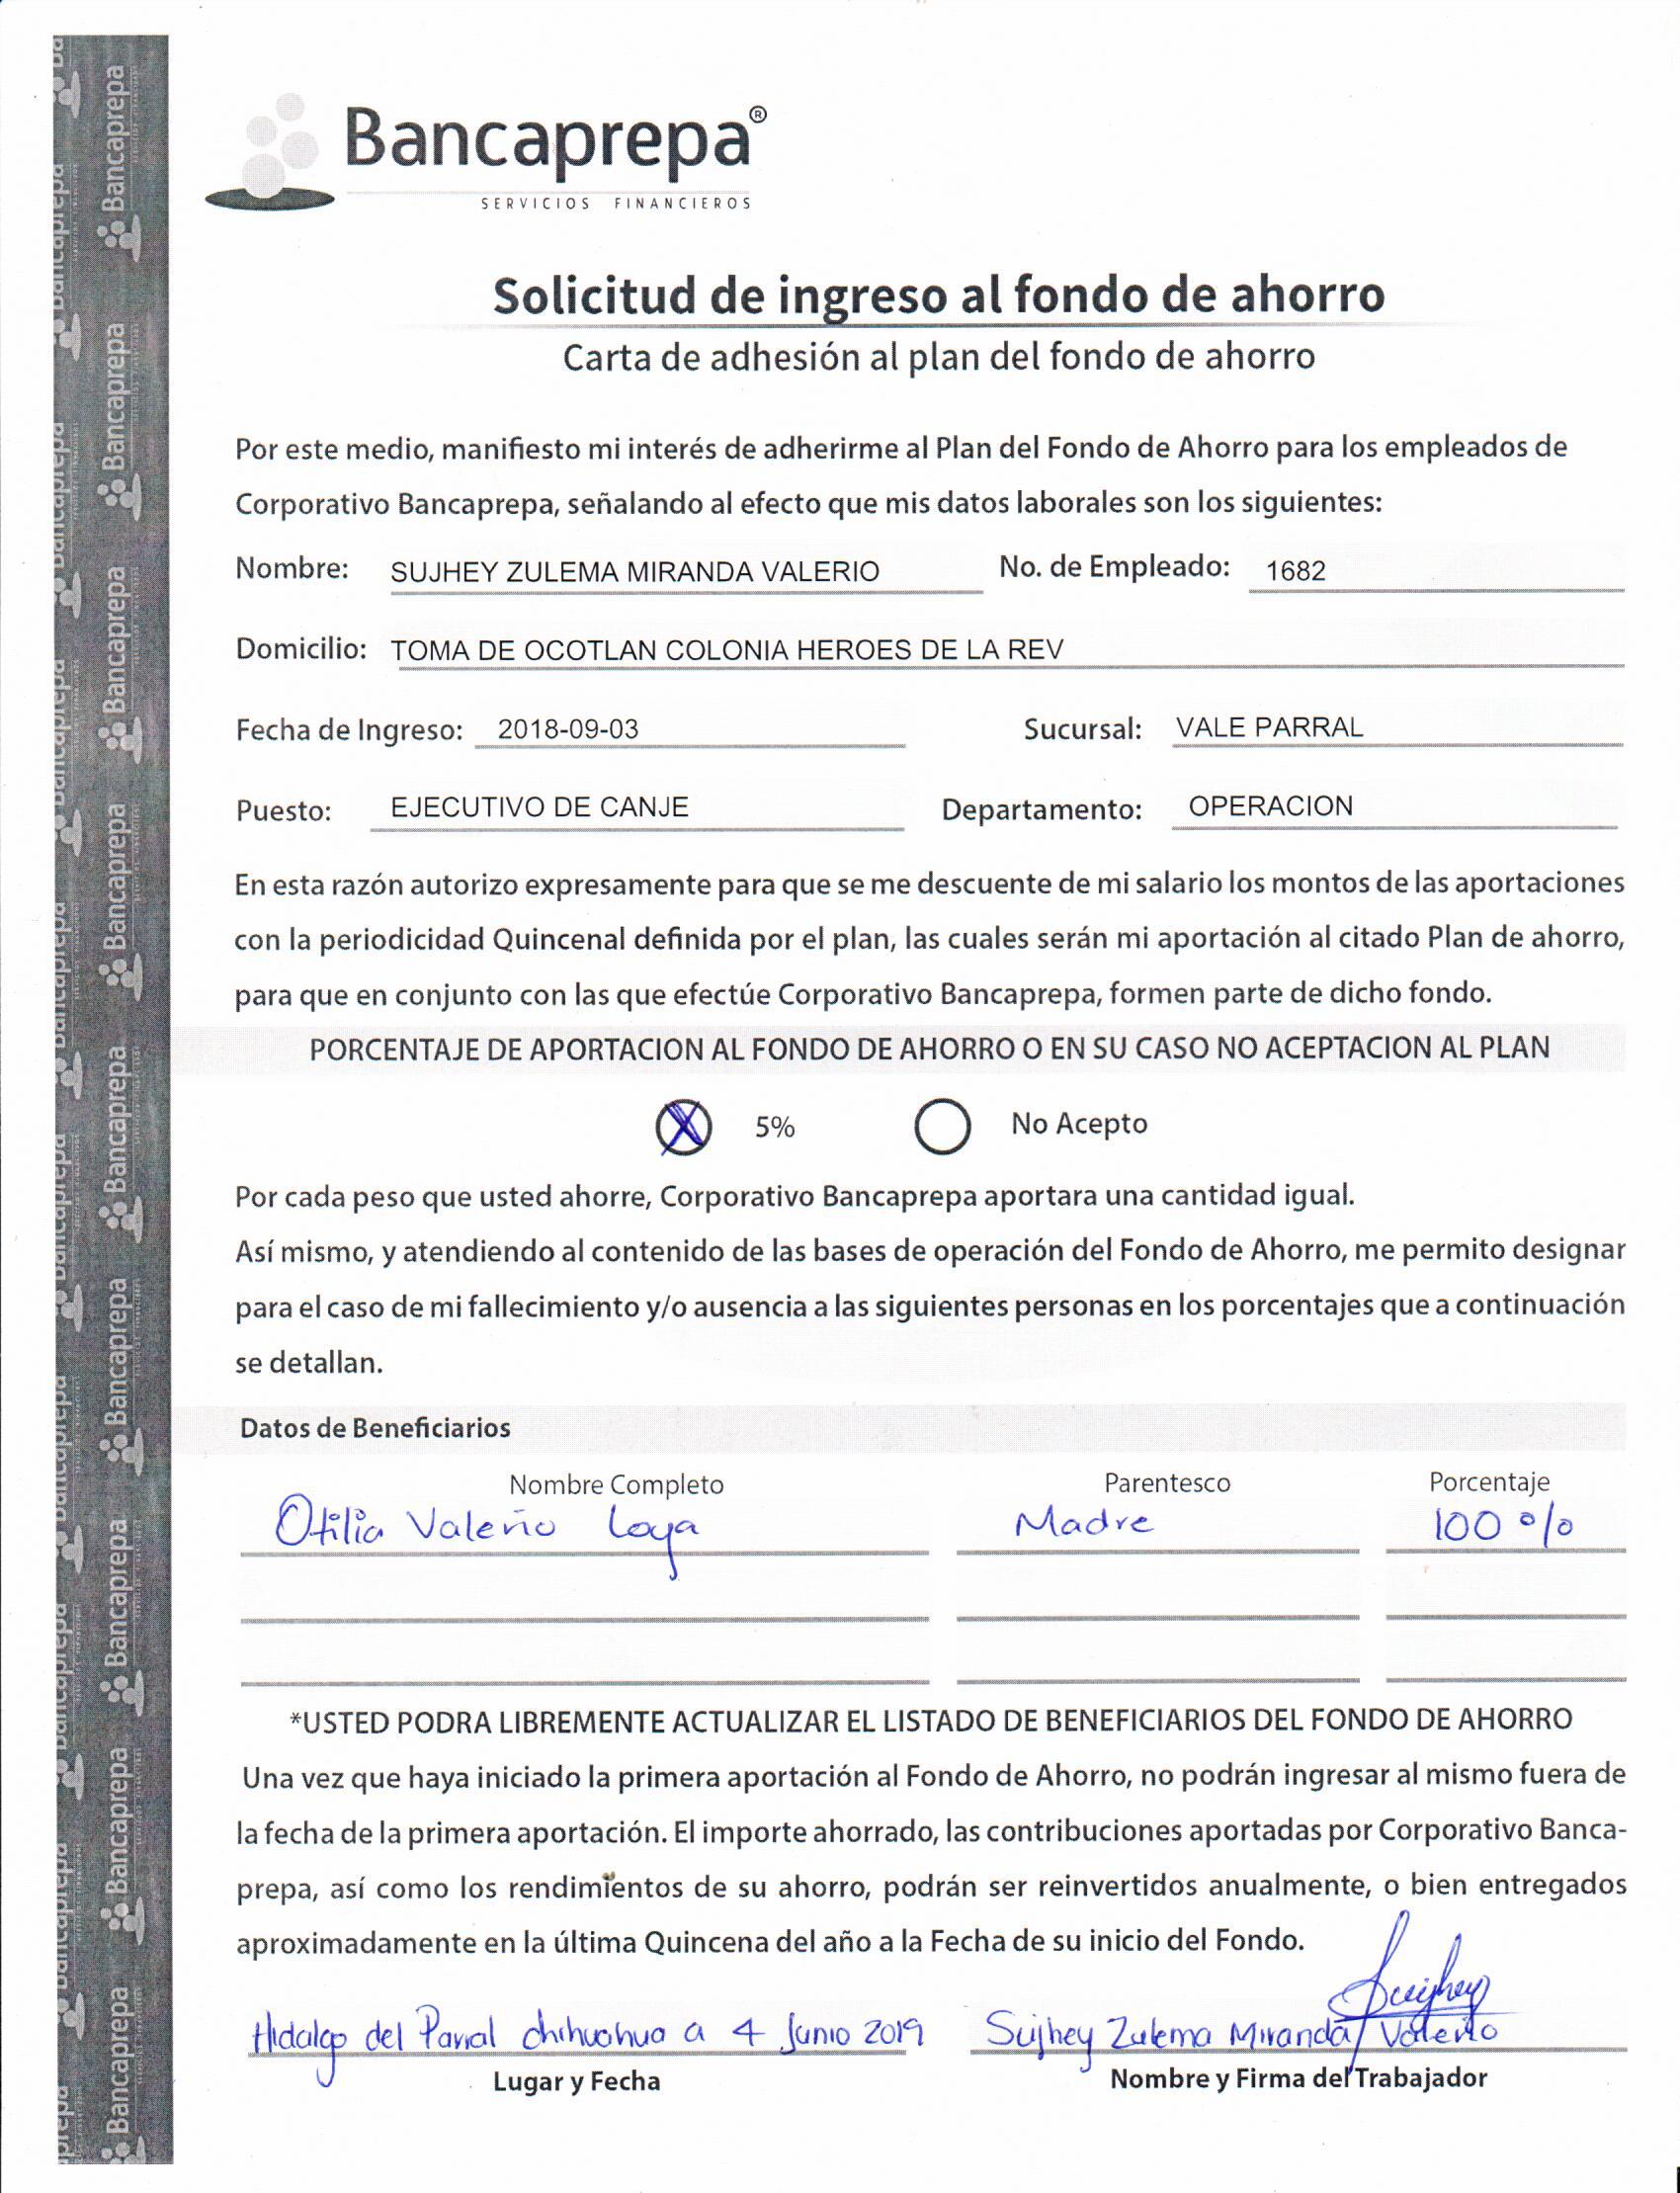 Bancaprepa®
SERVICIOS FINANCIEROS
Solicitud de ingreso al fondo de ahorro
Carta de adhesión al plan del fondo de ahorro
Por este medio, manifiesto mi interés de adherirme al Plan del Fondo de Ahorro para los empleados de
Corporativo Bancaprepa, señalando al efecto que mis datos laborales son los siguientes:
Nombre: SUJHEY ZULEMA MIRANDA VALERIO No. de Empleado: 1682
Domicilio: TOMA DE OCOTLAN COLONIA HEROES DE LA REV
Fecha de Ingreso: 2018-09-03 Sucursal: VALE PARRAL
Puesto: EJECUTIVO DE CANJE Departamento: OPERACION
En esta razón autorizo expresamente para que se me descuente de mi salario los montos de las aportaciones
con la periodicidad Quincenal definida por el plan, las cuales serán mi aportación al citado Plan de ahorro,
para que en conjunto con las que efectúe Corporativo Bancaprepa, formen parte de dicho fondo.
PORCENTAJE DE APORTACION AL FONDO DE AHORRO O EN SU CASO NO ACEPTACION AL PLAN
X 5% No Acepto
Por cada peso que usted ahorre, Corporativo Bancaprepa aportara una cantidad igual.
Así mismo, y atendiendo al contenido de las bases de operación del Fondo de Ahorro, me permito designar
para el caso de mi fallecimiento y/o ausencia a las siguientes personas en los porcentajes que a continuación
se detallan.
Datos de Beneficiarios
Nombre Completo Parentesco Porcentaje
Otilia Valerio Loya Madre 100 %
*USTED PODRA LIBREMENTE ACTUALIZAR EL LISTADO DE BENEFICIARIOS DEL FONDO DE AHORRO
Una vez que haya iniciado la primera aportación al Fondo de Ahorro, no podrán ingresar al mismo fuera de
la fecha de la primera aportación. El importe ahorrado, las contribuciones aportadas por Corporativo Banca-
prepa, así como los rendimientos de su ahorro, podrán ser reinvertidos anualmente, o bien entregados
aproximadamente en la última Quincena del año a la Fecha de su inicio del Fondo.
Sujhey
Hidalgo del Parral chihuahua a 4 Junio 2019 Sujhey Zulema Miranda Valerio
Lugar y Fecha Nombre y Firma del Trabajador